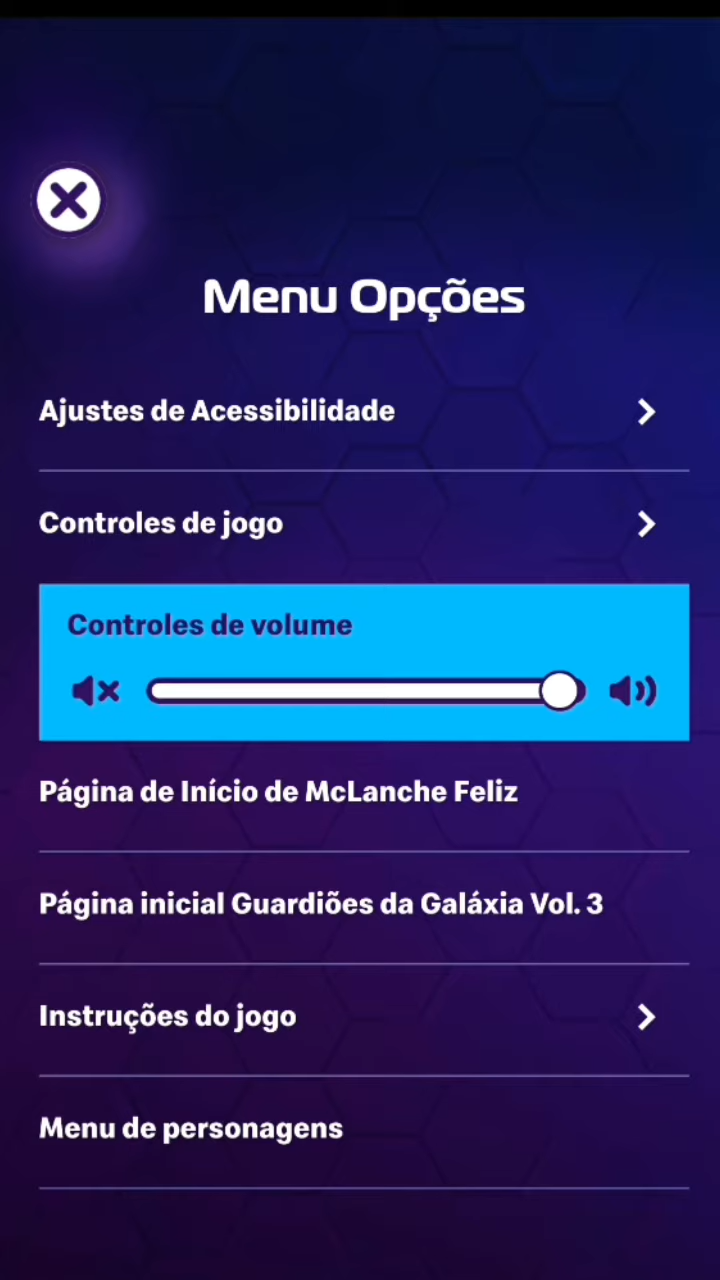 Menu Opções
Ajustes de Acessibilidade
Controles de jogo
Controles de volume
Página de Início de McLanche Feliz
Página inicial Guardiões da Galáxia Vol. 3
Instruções do jogo
Menu de personagens